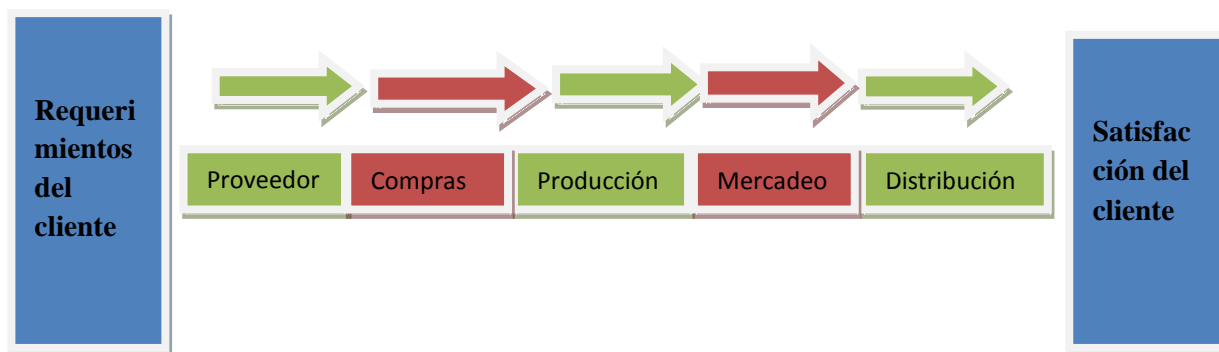 Requeri
mientos
del
cliente
Proveedor
Compras
Producción
Mercadeo
Distribución
Satisfac
ción del
cliente